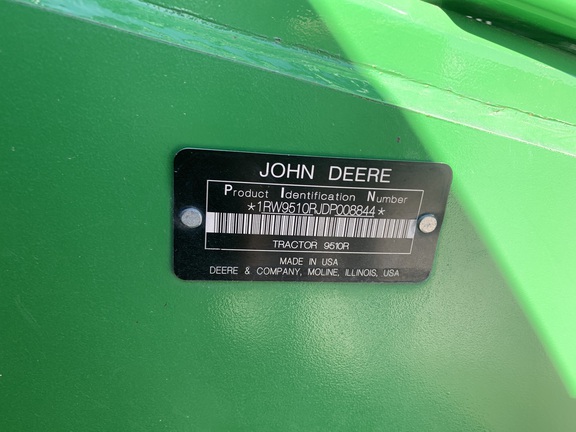 JOHN DEERE
Product Identification Number
*1RW9510RJDP008844*
TRACTOR 9510R
MADE IN USA
DEERE & COMPANY, MOLINE, ILLINOIS, USA